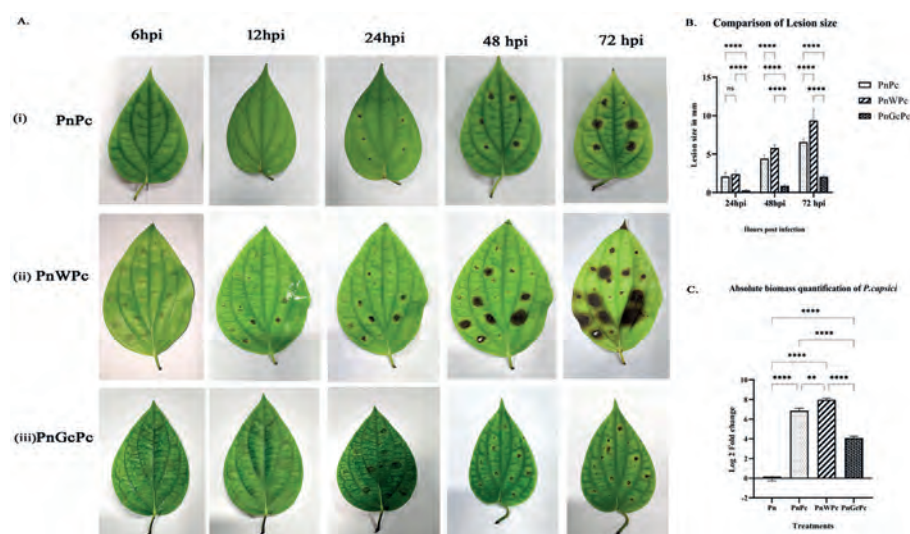 A.
6hpi 12hpi 24hpi 48 hpi 72 hpi
(i) PnPc
(ii) PnWPc
(iii)PnGcPc
B. Comparison of Lesion size
**** **** ****
**** **** ****
ns **** ****
15
10
5
0
Lesion size in mm
24hpi 48hpi 72 hpi
Hours post infection
PnPc
PnWPc
PnGcPc
C. Absolute biomass quantification of P.capsici
****
****
****
**** ** ****
10
8
6
4
2
0
-2
Log 2 Fold change
Pn PnPc PnWPc PnGcPc
Treatments